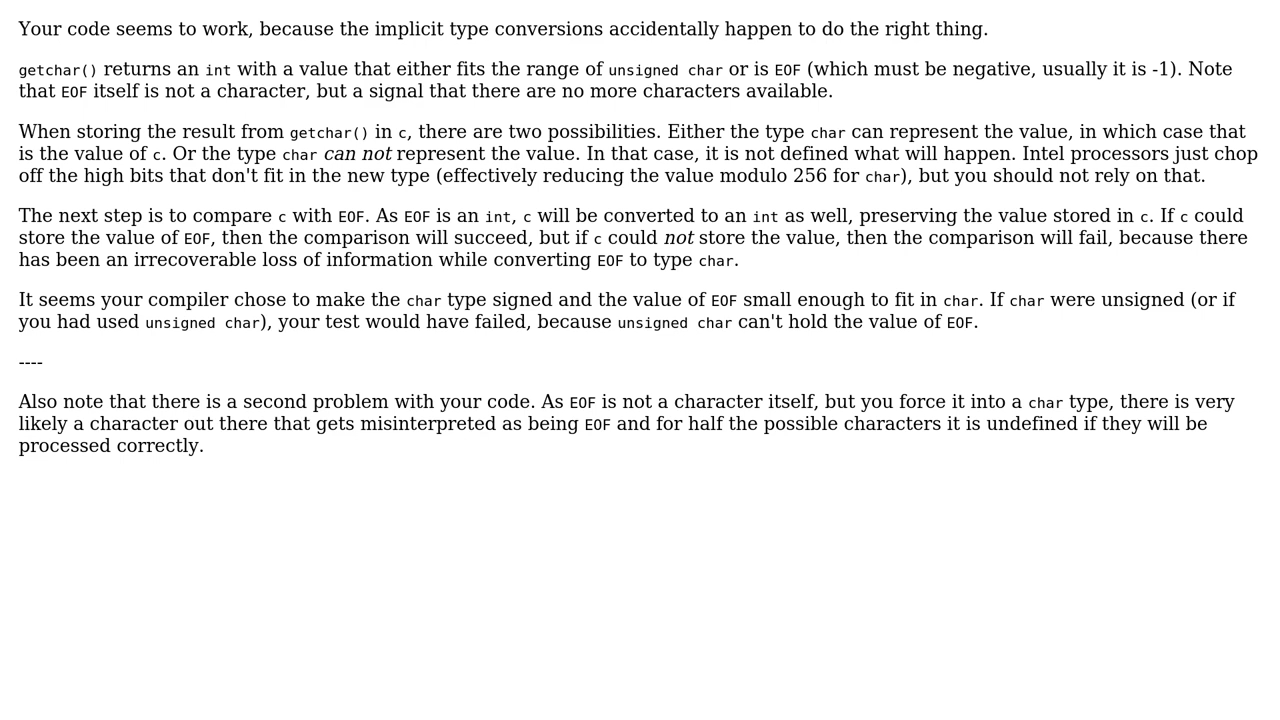 Your code seems to work, because the implicit type conversions accidentally happen to do the right thing.
getchar() returns an int with a value that either fits the range of unsigned char or is EOF (which must be negative, usually it is -1). Note
that EOF itself is not a character, but a signal that there are no more characters available.
When storing the result from getchar() in c, there are two possibilities. Either the type char can represent the value, in which case that
is the value of c. Or the type char can not represent the value. In that case, it is not defined what will happen. Intel processors just chop
off the high bits that don't fit in the new type (effectively reducing the value modulo 256 for char), but you should not rely on that.
The next step is to compare c with EOF. As EOF is an int, c will be converted to an int as well, preserving the value stored in c. If c could
store the value of EOF, then the comparison will succeed, but if c could not store the value, then the comparison will fail, because there
has been an irrecoverable loss of information while converting EOF to type char.
It seems your compiler chose to make the char type signed and the value of EOF small enough to fit in char. If char were unsigned (or if
you had used unsigned char), your test would have failed, because unsigned char can't hold the value of EOF.
----
Also note that there is a second problem with your code. As EOF is not a character itself, but you force it into a char type, there is very
likely a character out there that gets misinterpreted as being EOF and for half the possible characters it is undefined if they will be
processed correctly.